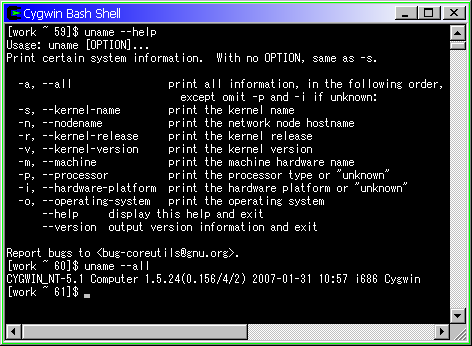 Cygwin Bash Shell
[work ~ 59]$ uname --help
Usage: uname [OPTION]...
Print certain system information.  With no OPTION, same as -s.
  -a, --all                print all information, in the following order,
                             except omit -p and -i if unknown:
  -s, --kernel-name        print the kernel name
  -n, --nodename           print the network node hostname
  -r, --kernel-release     print the kernel release
  -v, --kernel-version     print the kernel version
  -m, --machine            print the machine hardware name
  -p, --processor          print the processor type or "unknown"
  -i, --hardware-platform  print the hardware platform or "unknown"
  -o, --operating-system   print the operating system
      --help     display this help and exit
      --version  output version information and exit
Report bugs to <bug-coreutils@gnu.org>.
[work ~ 60]$ uname --all
CYGWIN_NT-5.1 Computer 1.5.24(0.156/4/2) 2007-01-31 10:57 i686 Cygwin
[work ~ 61]$